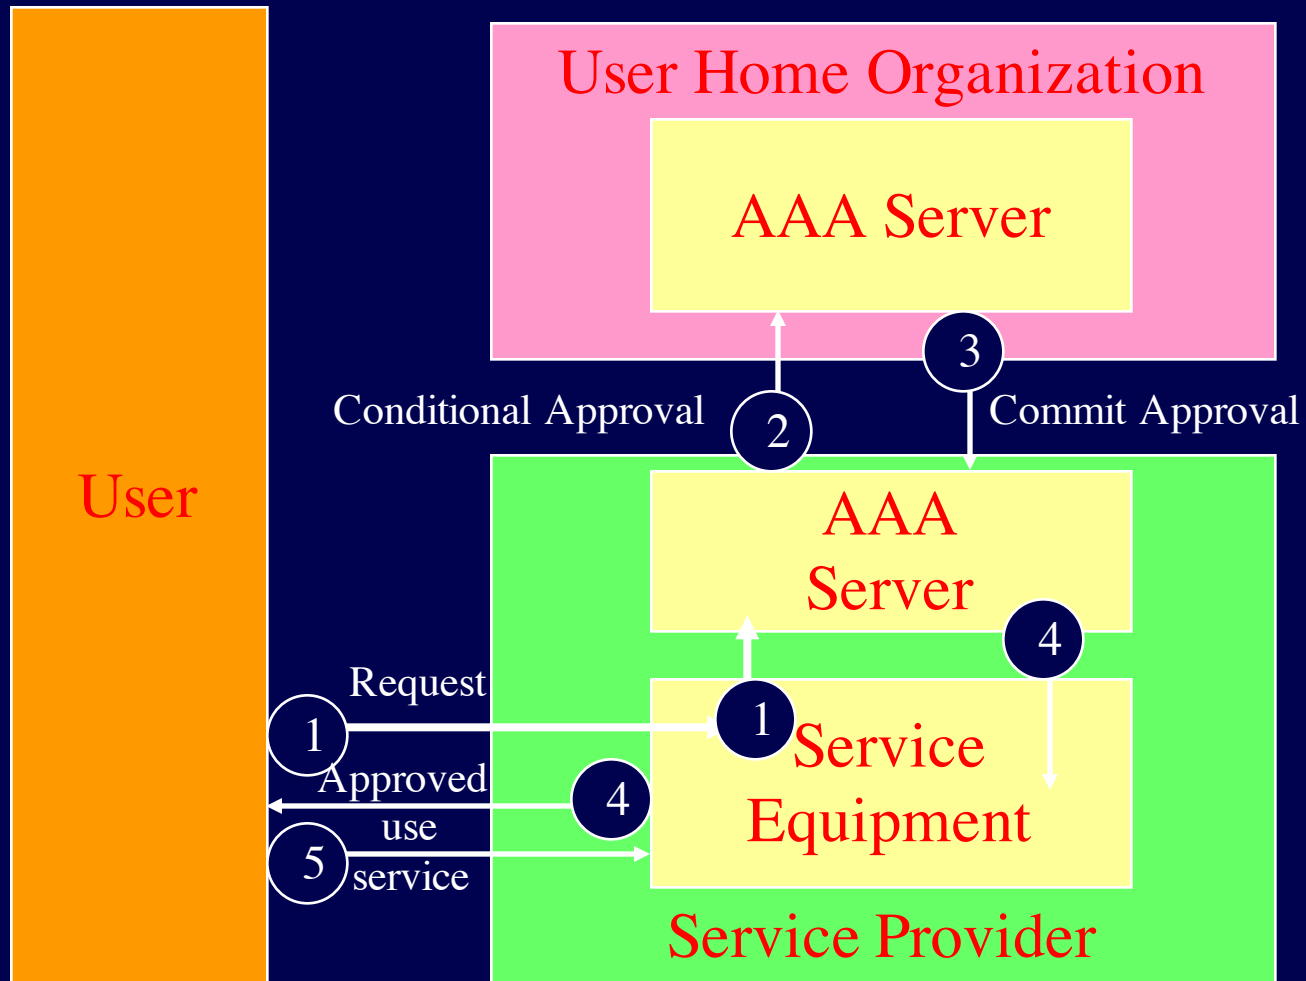 User Home Organization
AAA Server
3
Conditional Approval
2
Commit Approval
User
AAA
Server
4
Request
1
1
Service
Equipment
Approved
4
use
5
service
Service Provider